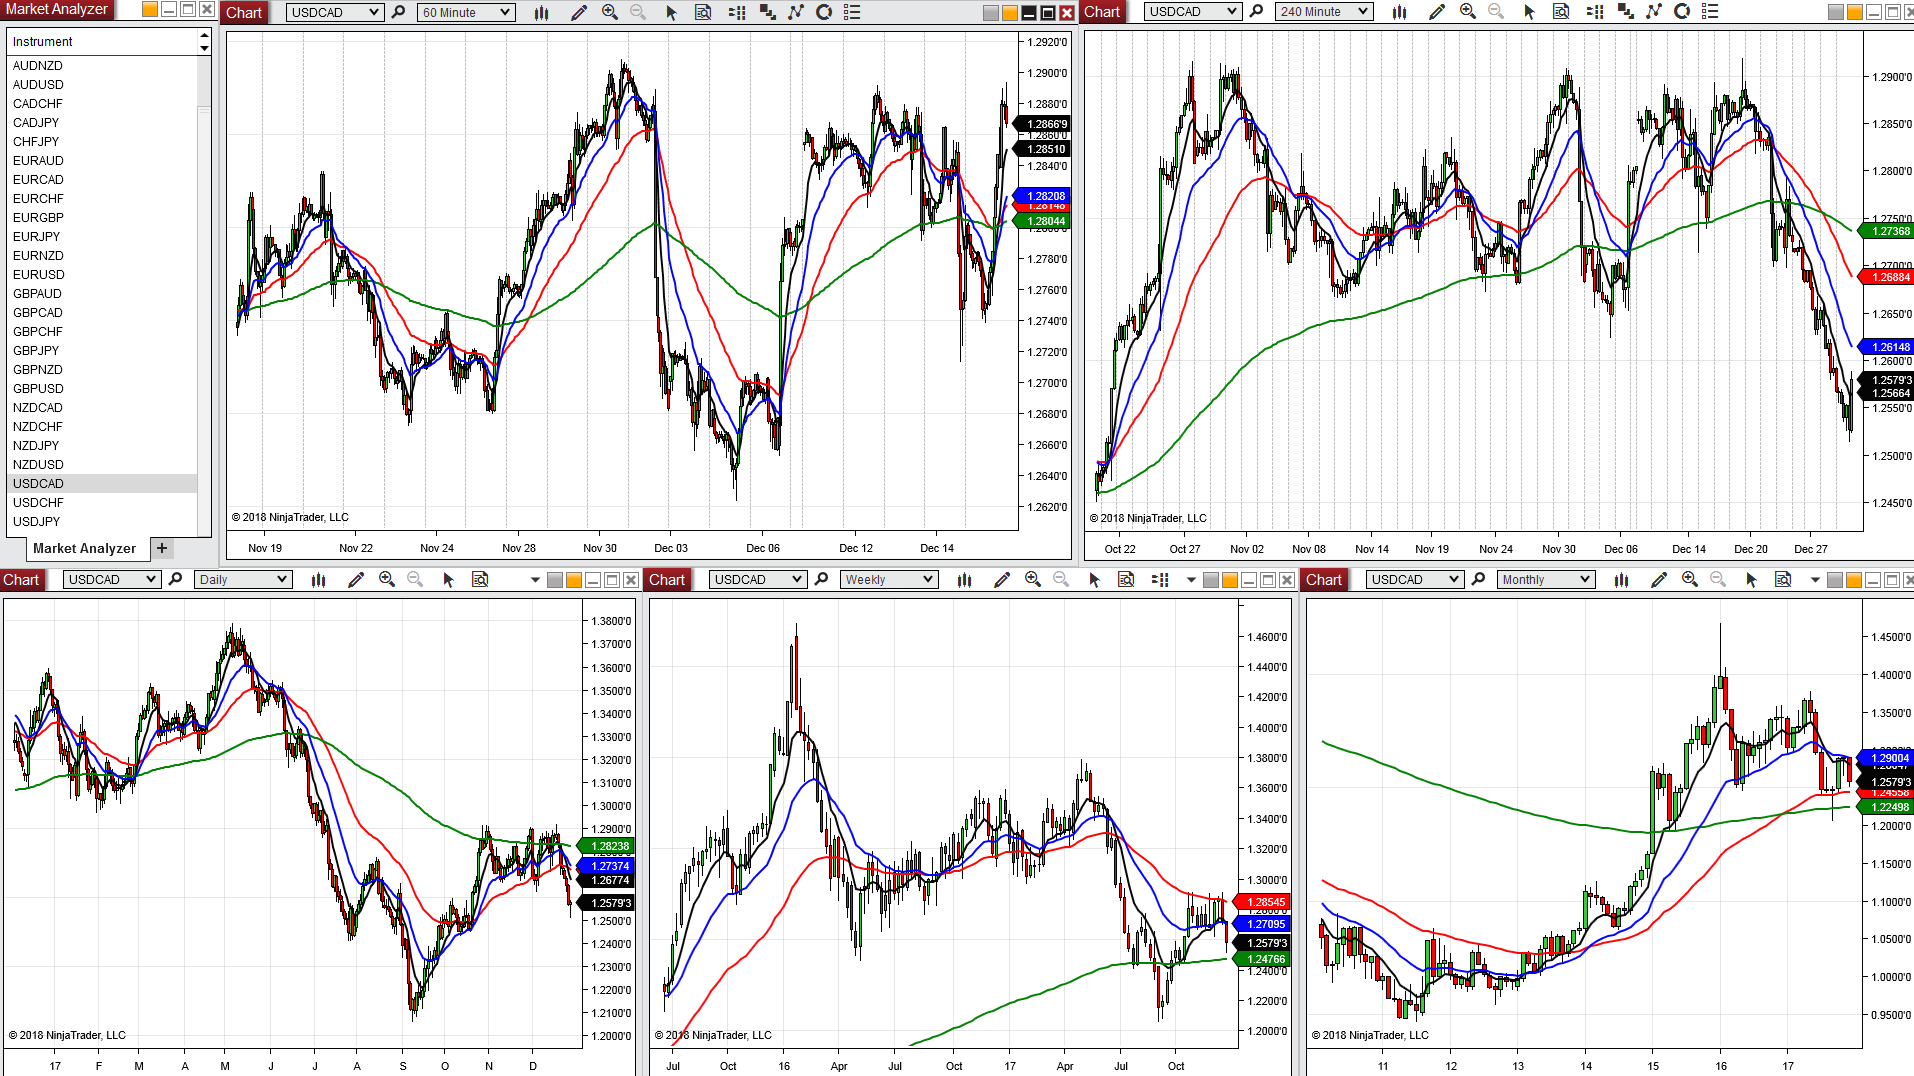 Market Analyzer
Instrument
AUDNZD
AUDUSD
CADCHF
CADJPY
CHFJPY
EURAUD
EURCAD
EURCHF
EURGBP
EURJPY
EURNZD
EURUSD
GBPAUD
GBPCAD
GBPCHF
GBPJPY
GBPNZD
GBPUSD
NZDCAD
NZDCHF
NZDJPY
NZDUSD
USDCAD
USDCHF
USDJPY
Market Analyzer +
Chart USDCAD 60 Minute
1.2920'0
1.2900'0
1.2880'0
1.2866'9
1.2860'0
1.28510
1.2840'0
1.28208
1.28148
1.28044
1.2800'0
1.2780'0
1.2760'0
1.2740'0
1.2720'0
1.2700'0
1.2680'0
1.2660'0
1.2640'0
1.2620'0
© 2018 NinjaTrader, LLC
Nov 19 Nov 22 Nov 24 Nov 28 Nov 30 Dec 03 Dec 06 Dec 12 Dec 14
Chart USDCAD 240 Minute
1.2900'0
1.2850'0
1.2800'0
1.2750'0
1.27368
1.2700'0
1.26884
1.2650'0
1.26148
1.2600'0
1.2579'3
1.25664
1.2550'0
1.2500'0
1.2450'0
© 2018 NinjaTrader, LLC
Oct 22 Oct 27 Nov 02 Nov 08 Nov 14 Nov 19 Nov 24 Nov 30 Dec 06 Dec 14 Dec 20 Dec 27
Chart USDCAD Daily
1.3800'0
1.3700'0
1.3600'0
1.3500'0
1.3400'0
1.3300'0
1.3200'0
1.3100'0
1.3000'0
1.2900'0
1.28238
1.27374
1.26774
1.2579'3
1.2500'0
1.2400'0
1.2300'0
1.2200'0
1.2100'0
1.2000'0
© 2018 NinjaTrader, LLC
17 F M A M J J A S O N D
Chart USDCAD Weekly
1.4600'0
1.4400'0
1.4200'0
1.4000'0
1.3800'0
1.3600'0
1.3400'0
1.3200'0
1.3000'0
1.28545
1.27095
1.2579'3
1.24766
1.2400'0
1.2200'0
1.2000'0
© 2018 NinjaTrader, LLC
Jul Oct 16 Apr Jul Oct 17 Apr Jul Oct
Chart USDCAD Monthly
1.4500'0
1.4000'0
1.3500'0
1.29004
1.2579'3
1.24558
1.22498
1.2000'0
1.1500'0
1.1000'0
1.0500'0
1.0000'0
0.9500'0
© 2018 NinjaTrader, LLC
11 12 13 14 15 16 17